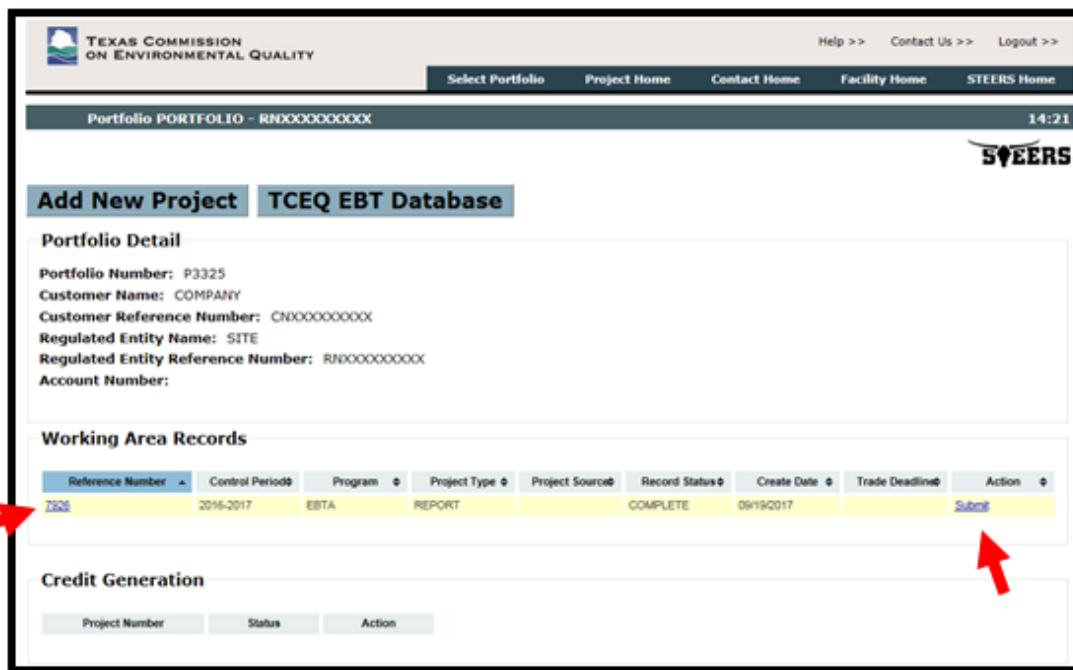 TEXAS COMMISSION
ON ENVIRONMENTAL QUALITY
Help >> Contact Us >> Logout >>
Select Portfolio Project Home Contact Home Facility Home STEERS Home
Portfolio PORTFOLIO - RNXXXXXXXXX 14:21
STEERS
Add New Project TCEQ EBT Database
Portfolio Detail
Portfolio Number: P3325
Customer Name: COMPANY
Customer Reference Number: CNXXXXXXXXX
Regulated Entity Name: SITE
Regulated Entity Reference Number: RNXXXXXXXXX
Account Number:
Working Area Records
Reference Number Control Period Program Project Type Project Source Record Status Create Date Trade Deadline Action
7926 2016-2017 EBTA REPORT COMPLETE 09/19/2017 Submit
Credit Generation
Project Number Status Action